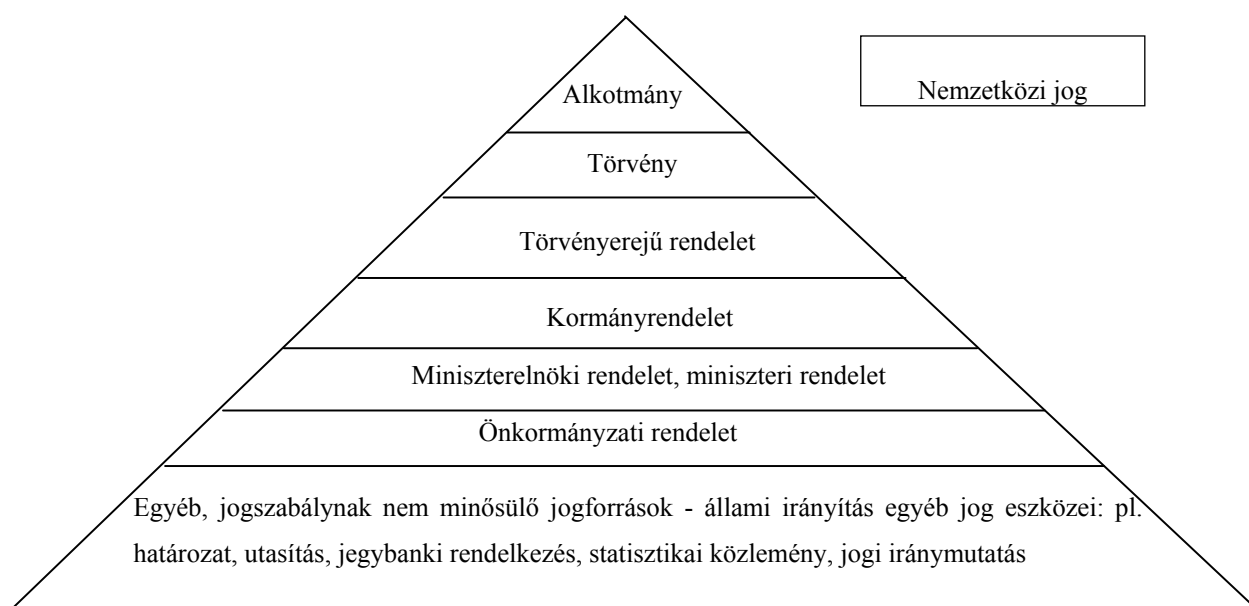 Alkotmány
Nemzetközi jog
Törvény
Törvényerejű rendelet
Kormányrendelet
Miniszterelnöki rendelet, miniszteri rendelet
Önkormányzati rendelet
Egyéb, jogszabálynak nem minősülő jogforrások - állami irányítás egyéb jog eszközei: pl.
határozat, utasítás, jegybanki rendelkezés, statisztikai közlemény, jogi iránymutatás